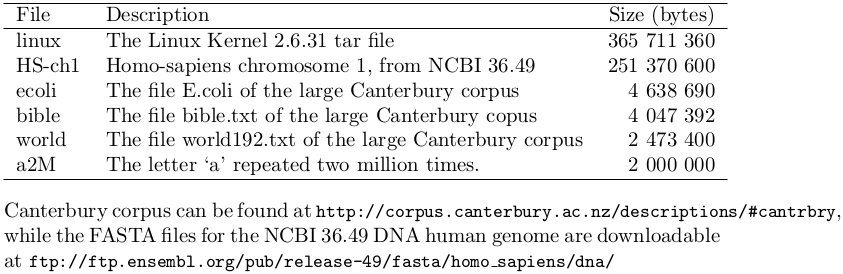 File Description Size (bytes)
linux The Linux Kernel 2.6.31 tar file 365 711 360
HS-ch1 Homo-sapiens chromosome 1, from NCBI 36.49 251 370 600
ecoli The file E.coli of the large Canterbury corpus 4 638 690
bible The file bible.txt of the large Canterbury copus 4 047 392
world The file world192.txt of the large Canterbury corpus 2 473 400
a2M The letter ‘a’ repeated two million times. 2 000 000
Canterbury corpus can be found at http://corpus.canterbury.ac.nz/descriptions/#cantrbry,
while the FASTA files for the NCBI 36.49 DNA human genome are downloadable
at ftp://ftp.ensembl.org/pub/release-49/fasta/homo_sapiens/dna/